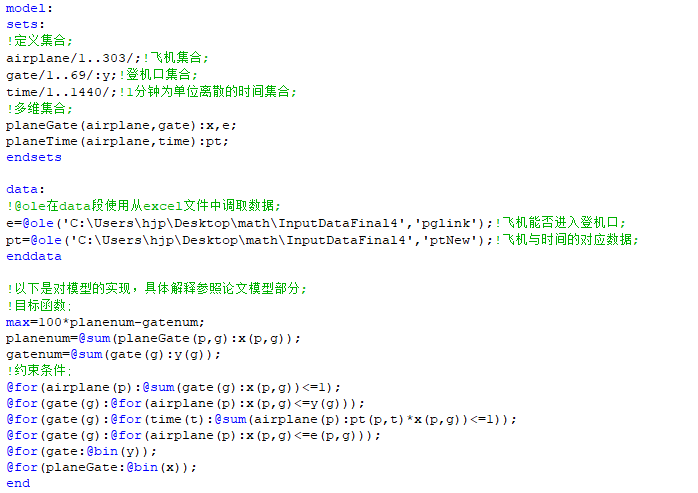 model:
sets:
!定义集合;
airplane/1..303/;!飞机集合;
gate/1..69/:y;!登机口集合;
time/1..1440/;!1分钟为单位离散的时间集合;
!多维集合;
planeGate(airplane,gate):x,e;
planeTime(airplane,time):pt;
endsets
data:
!@ole在data段使用从excel文件中调取数据;
e=@ole('C:\Users\hjp\Desktop\math\InputDataFinal4','pglink');!飞机能否进入登机口;
pt=@ole('C:\Users\hjp\Desktop\math\InputDataFinal4','ptNew');!飞机与时间的对应数据;
enddata
!以下是对模型的实现，具体解释参照论文模型部分;
!目标函数;
max=100*planenum-gatenum;
planenum=@sum(planeGate(p,g):x(p,g));
gatenum=@sum(gate(g):y(g));
!约束条件;
@for(airplane(p):@sum(gate(g):x(p,g))<=1);
@for(gate(g):@for(airplane(p):x(p,g)<=y(g)));
@for(gate(g):@for(time(t):@sum(airplane(p):pt(p,t)*x(p,g))<=1));
@for(gate(g):@for(airplane(p):x(p,g)<=e(p,g)));
@for(gate:@bin(y));
@for(planeGate:@bin(x));
end